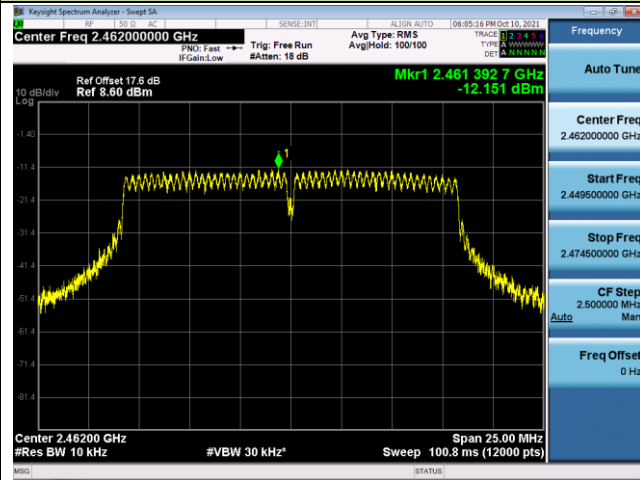 Keysight Spectrum Analyzer - Swept SA
LXI RF 50 Ω AC SENSE:INT ALIGN AUTO 06:05:16 PM Oct 10, 2021
Center Freq 2.462000000 GHz
PNO: Fast
IFGain:Low
Trig: Free Run
#Atten: 18 dB
Avg Type: RMS
Avg|Hold: 100/100
TRACE 1 2 3 4 5 6
TYPE A WWWWW
DET A NNNNN
Ref Offset 17.6 dB
10 dB/div Ref 8.60 dBm
Log
Mkr1 2.461 392 7 GHz
-12.151 dBm
1
-1.40
-11.4
-21.4
-31.4
-41.4
-51.4
-61.4
-71.4
-81.4
Center 2.46200 GHz Span 25.00 MHz
#Res BW 10 kHz #VBW 30 kHz* Sweep 100.8 ms (12000 pts)
MSG STATUS
Frequency
Auto Tune
Center Freq
2.462000000 GHz
Start Freq
2.449500000 GHz
Stop Freq
2.474500000 GHz
CF Step
2.500000 MHz
Auto Man
Freq Offset
0 Hz